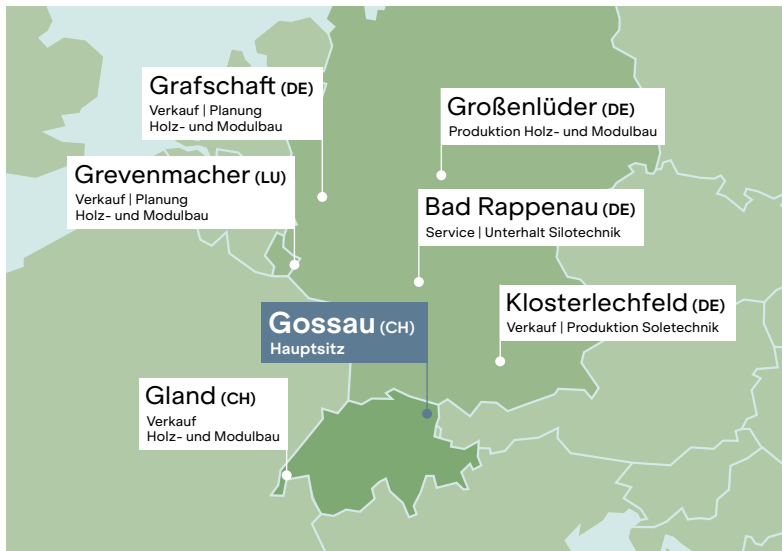 Grafschaft (DE)
Verkauf | Planung
Holz- und Modulbau
Großenlüder (DE)
Produktion Holz- und Modulbau
Grevenmacher (LU)
Verkauf | Planung
Holz- und Modulbau
Bad Rappenau (DE)
Service | Unterhalt Silotechnik
Klosterlechfeld (DE)
Verkauf | Produktion Soletechnik
Gossau (CH)
Hauptsitz
Gland (CH)
Verkauf
Holz- und Modulbau